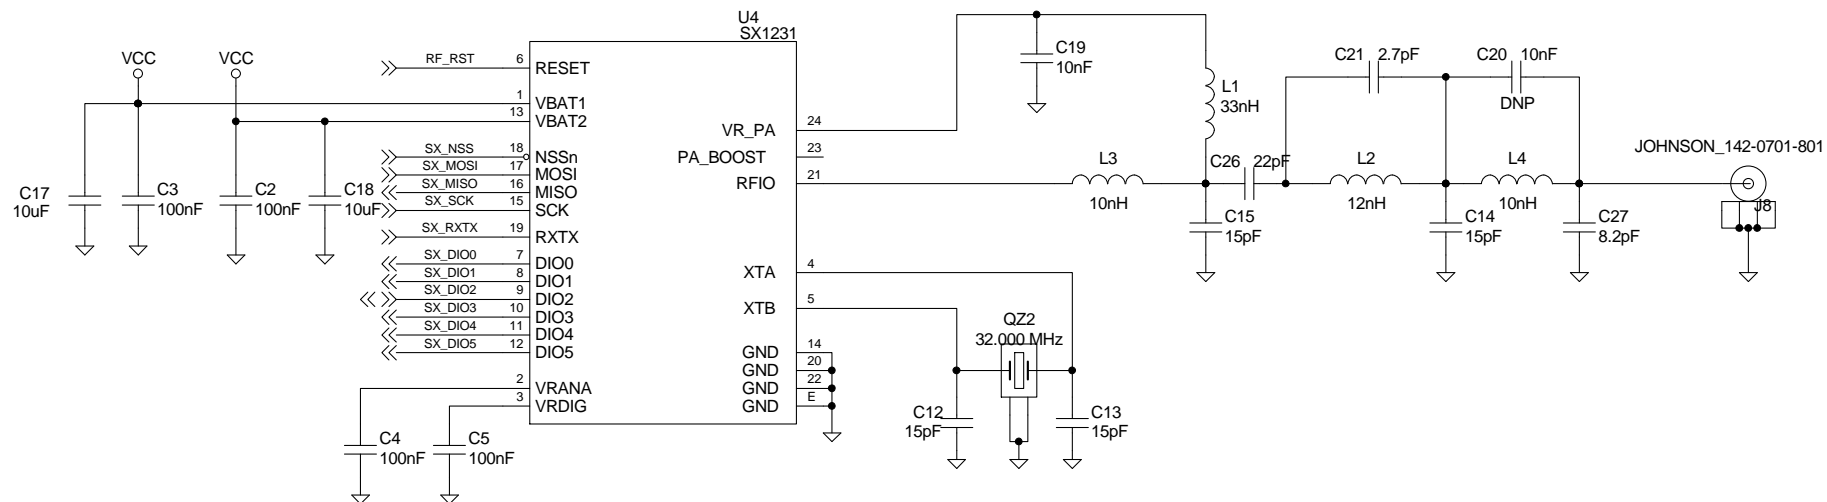 U4
SX1231
VCC
VCC
RF_RST
6
RESET
1
VBAT1
13
VBAT2
SX_NSS
18
NSSn
SX_MOSI
17
MOSI
SX_MISO
16
MISO
SX_SCK
15
SCK
SX_RXTX
19
RXTX
SX_DIO0
7
DIO0
SX_DIO1
8
DIO1
SX_DIO2
9
DIO2
SX_DIO3
10
DIO3
SX_DIO4
11
DIO4
SX_DIO5
12
DIO5
2
VRANA
3
VRDIG
C17
10uF
C3
100nF
C2
100nF
C18
10uF
C4
100nF
C5
100nF
VR_PA
24
PA_BOOST
23
RFIO
21
XTA
4
XTB
5
GND
14
GND
20
GND
22
GND
E
C19
10nF
L1
33nH
L3
10nH
C26
22pF
C15
15pF
C21
2.7pF
C20
10nF
DNP
L2
12nH
L4
10nH
C14
15pF
C27
8.2pF
JOHNSON_142-0701-801
J8
QZ2
32.000 MHz
C12
15pF
C13
15pF